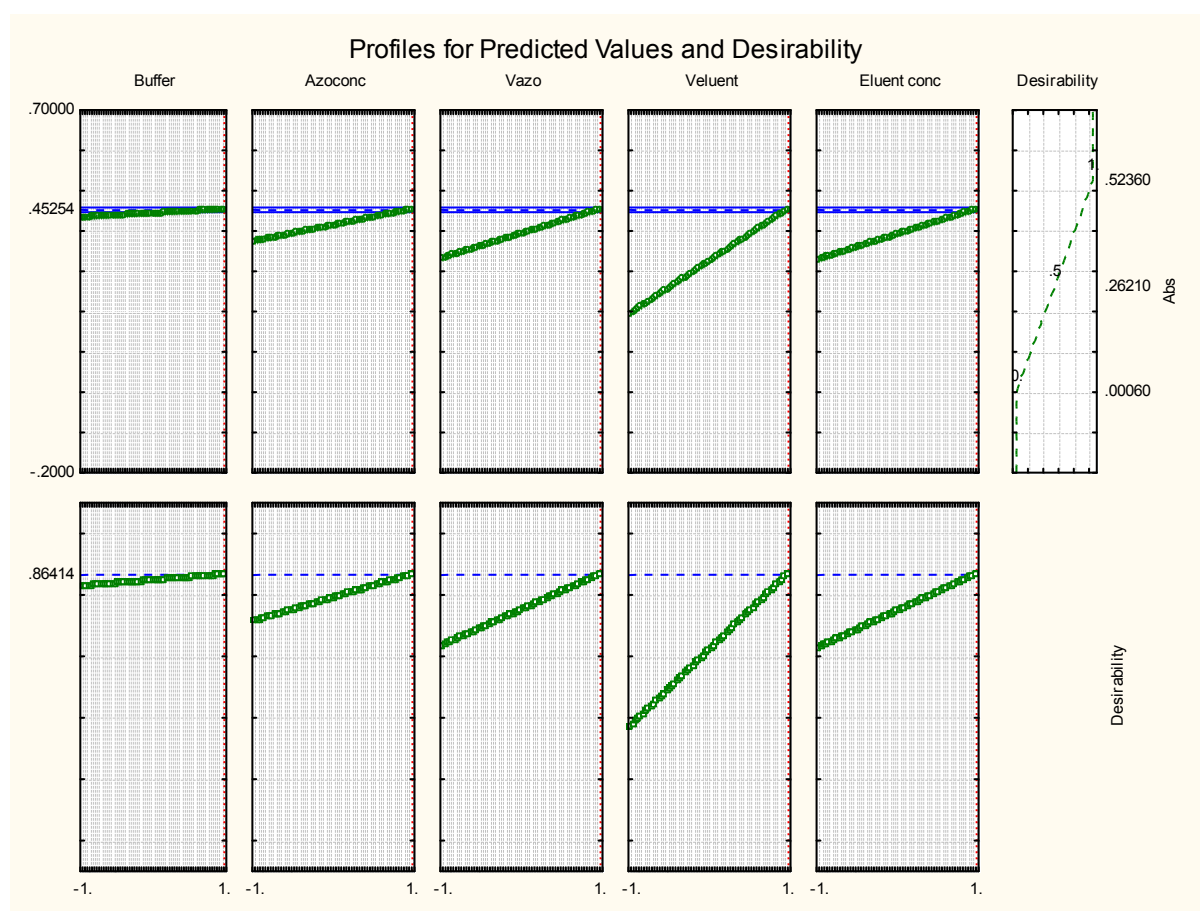 Profiles for Predicted Values and Desirability
Buffer Azoconc Vazo Veluent Eluent conc Desirability
.70000
1.
.52360
.45254
.5
.26210
Abs
0.
.00060
-.2000
.86414
Desirability
-1. 1. -1. 1. -1. 1. -1. 1. -1. 1.